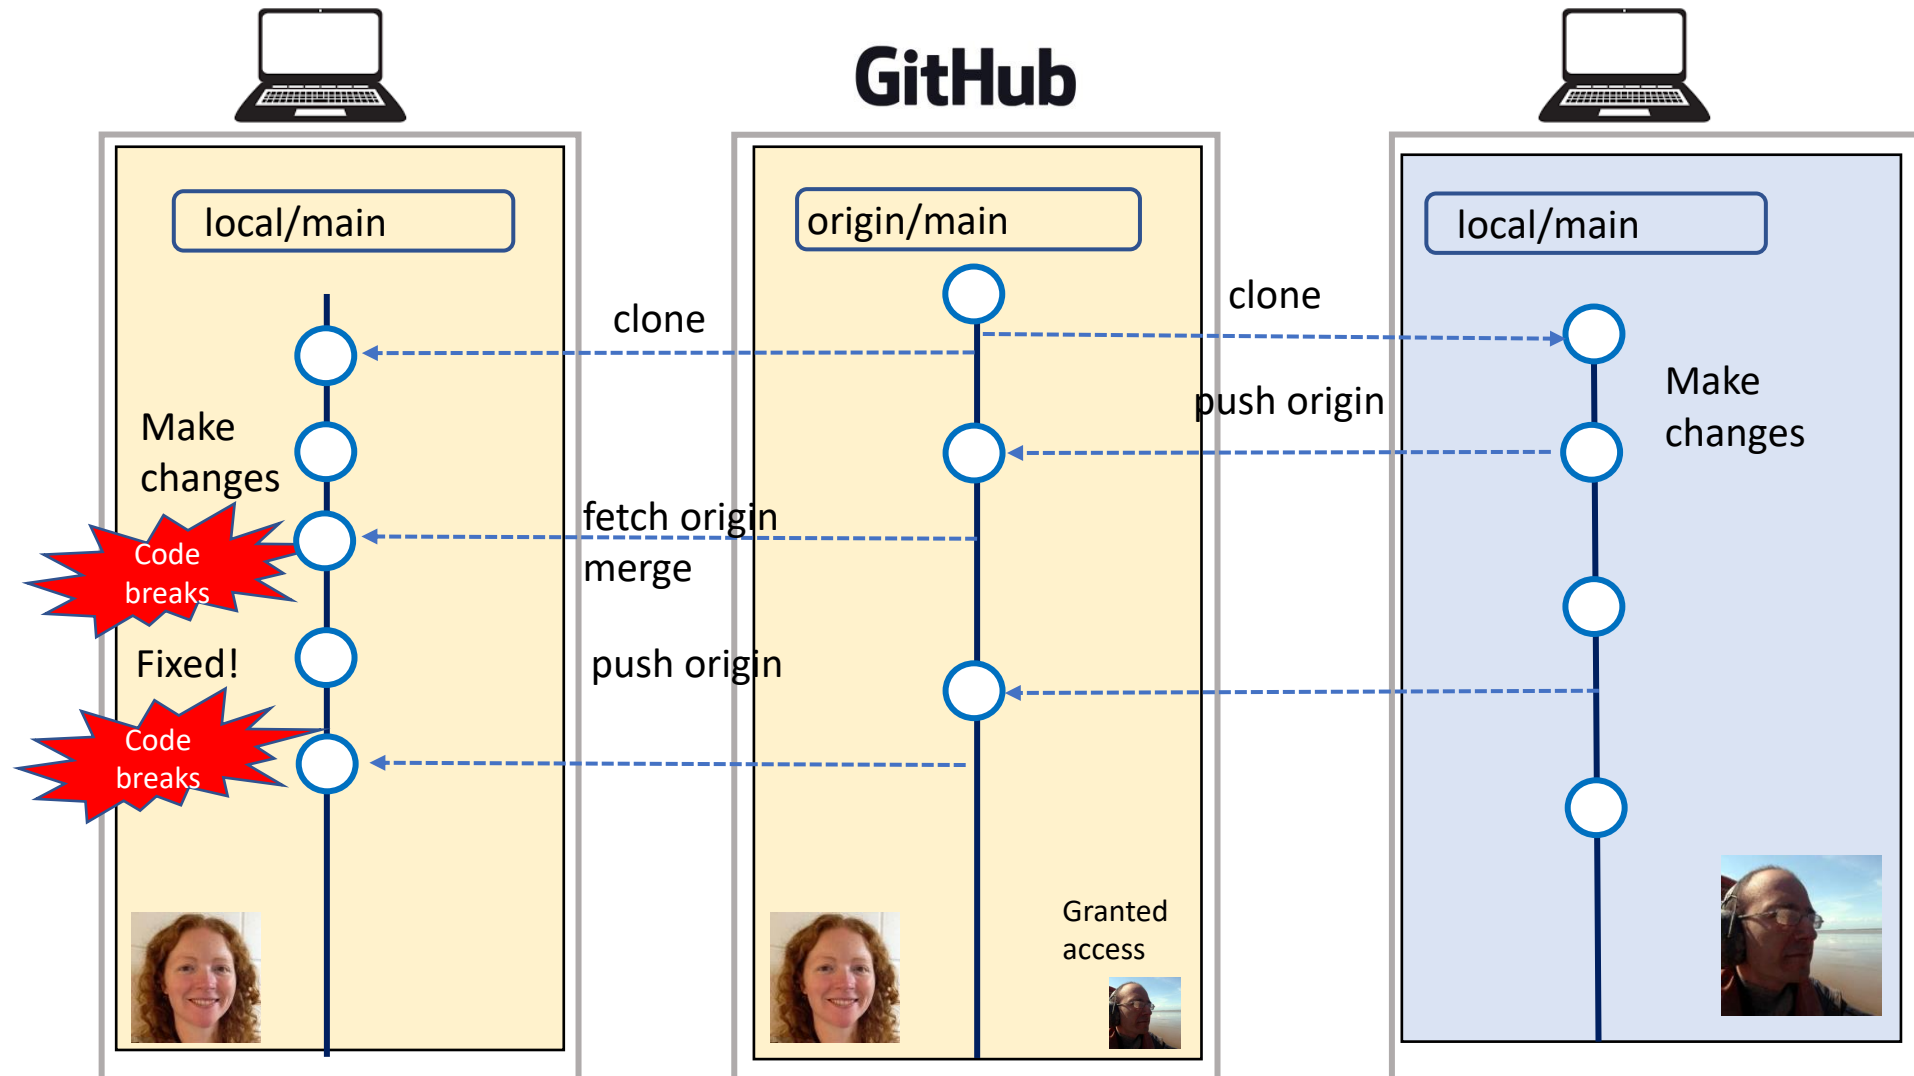 GitHub
local/main
origin/main
local/main
clone
clone
Make
changes
push origin
Make
changes
fetch origin
merge
Code
breaks
Fixed!
push origin
Code
breaks
Granted
access